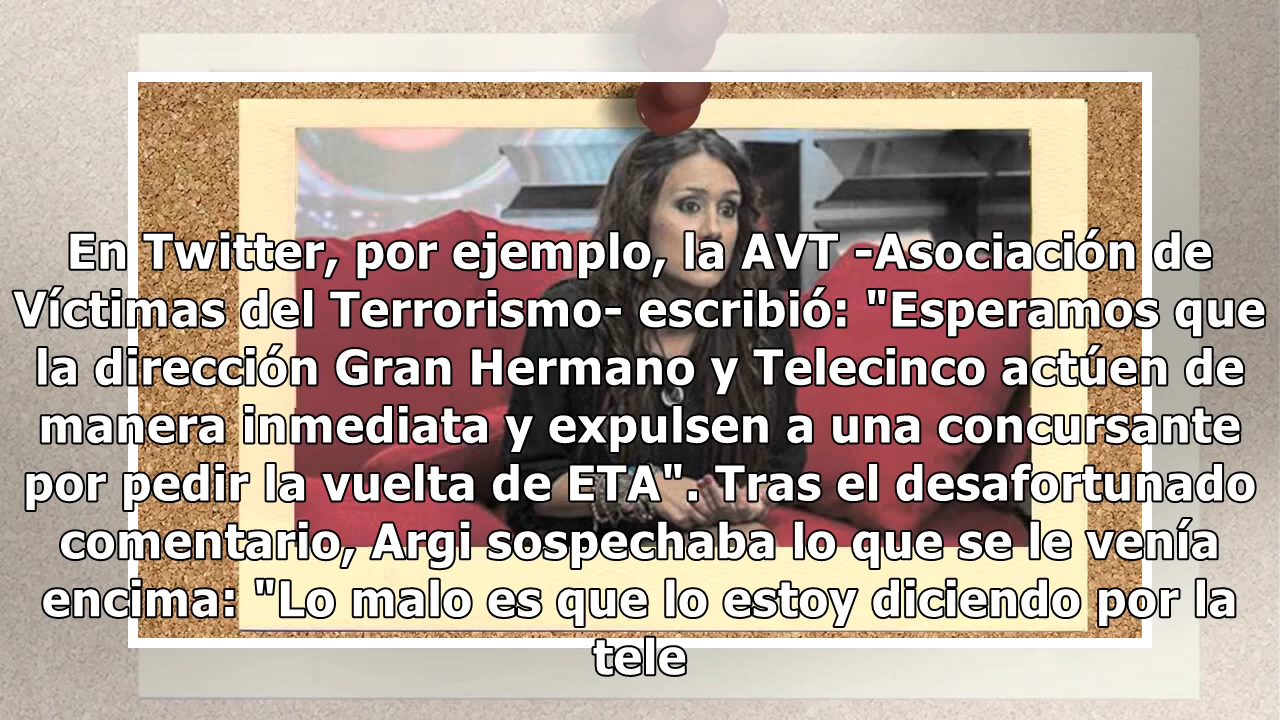 En Twitter, por ejemplo, la AVT -Asociación de
Víctimas del Terrorismo- escribió: "Esperamos que
la dirección Gran Hermano y Telecinco actúen de
manera inmediata y expulsen a una concursante
por pedir la vuelta de ETA". Tras el desafortunado
comentario, Argi sospechaba lo que se le venía
encima: "Lo malo es que lo estoy diciendo por la
tele